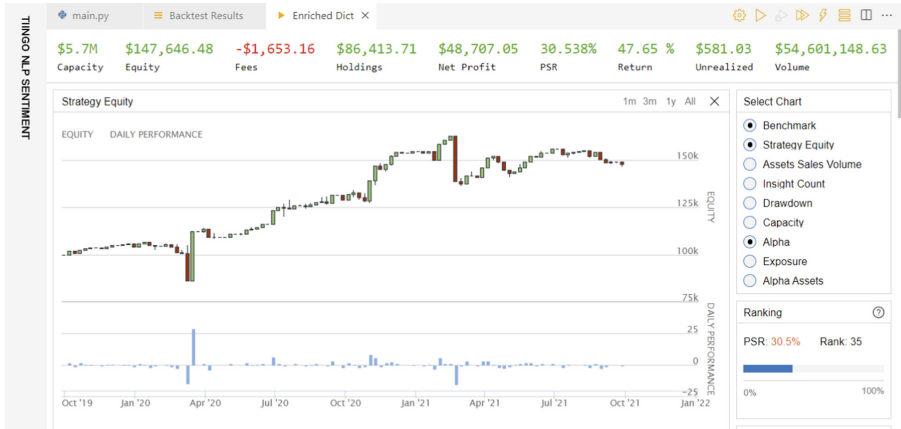 TIINGO NLP SENTIMENT
main.py
Backtest Results
Enriched Dict
$5.7M $147,646.48 -$1,653.16 $86,413.71 $48,707.05 30.538% 47.65 % $581.03 $54,601,148.63
Capacity Equity Fees Holdings Net Profit PSR Return Unrealized Volume
Strategy Equity
1m 3m 1y All
EQUITY DAILY PERFORMANCE
150k
125k
100k
75k
EQUITY
25
0
-25
DAILY PERFORMANCE
Oct '19 Jan '20 Apr '20 Jul '20 Oct '20 Jan '21 Apr '21 Jul '21 Oct '21 Jan '22
Select Chart
Benchmark
Strategy Equity
Assets Sales Volume
Insight Count
Drawdown
Capacity
Alpha
Exposure
Alpha Assets
Ranking
PSR: 30.5% Rank: 35
0% 100%